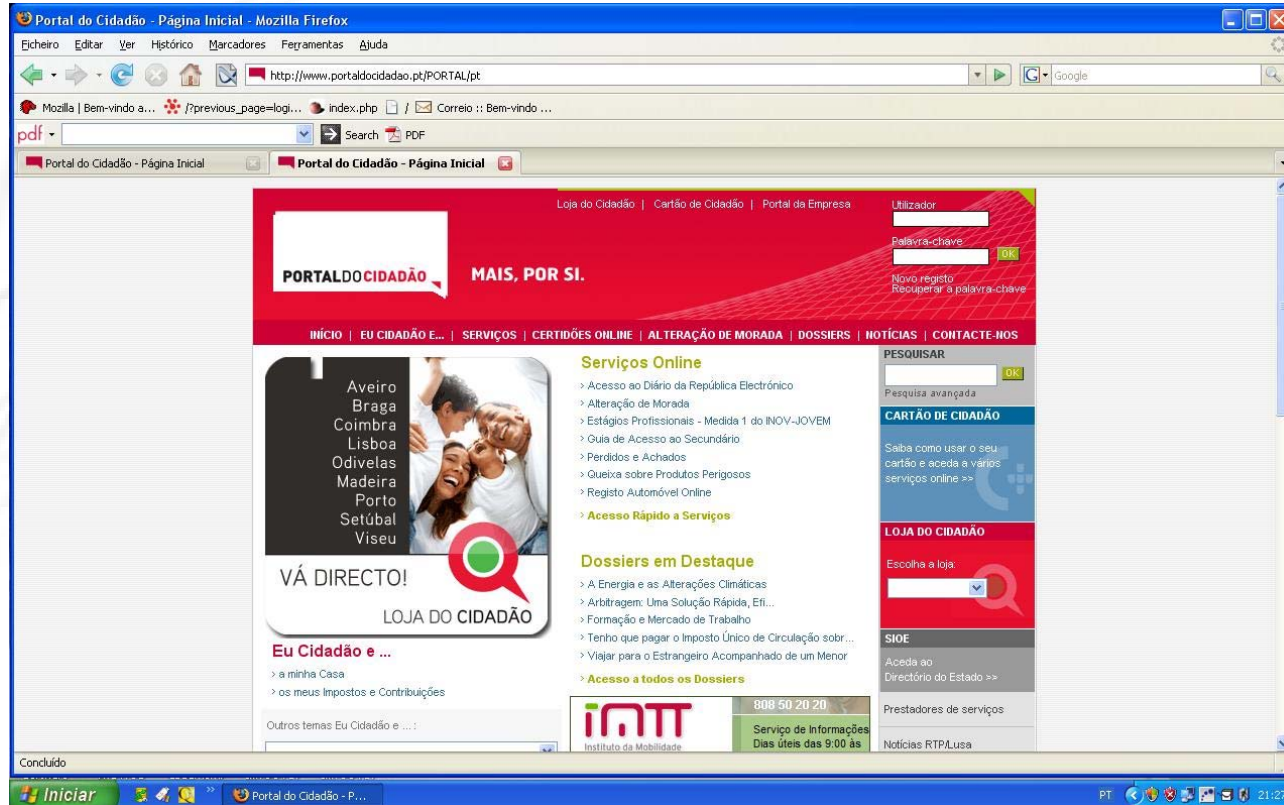 Portal do Cidadão - Página Inicial - Mozilla Firefox
Ficheiro Editar Ver Histórico Marcadores Ferramentas Ajuda
http://www.portaldocidadao.pt/PORTAL/pt
G Google
Mozilla | Bem-vindo a... /?previous_page=logi... index.php / Correio :: Bem-vindo ...
pdf Search PDF
Portal do Cidadão - Página Inicial
Portal do Cidadão - Página Inicial
Loja do Cidadão | Cartão de Cidadão | Portal da Empresa
Utilizador
Palavra-chave
OK
Novo registo
Recuperar a palavra-chave
PORTALDOCIDADÃO
MAIS, POR SI.
INÍCIO | EU CIDADÃO E... | SERVIÇOS | CERTIDÕES ONLINE | ALTERAÇÃO DE MORADA | DOSSIERS | NOTÍCIAS | CONTACTE-NOS
Aveiro
Braga
Coimbra
Lisboa
Odivelas
Madeira
Porto
Setúbal
Viseu
VÁ DIRECTO!
LOJA DO CIDADÃO
Eu Cidadão e ...
> a minha Casa
> os meus Impostos e Contribuições
Outros temas Eu Cidadão e ... :
Serviços Online
> Acesso ao Diário da República Electrónico
> Alteração de Morada
> Estágios Profissionais - Medida 1 do INOV-JOVEM
> Guia de Acesso ao Secundário
> Perdidos e Achados
> Queixa sobre Produtos Perigosos
> Registo Automóvel Online
> Acesso Rápido a Serviços
Dossiers em Destaque
> A Energia e as Alterações Climáticas
> Arbitragem: Uma Solução Rápida, Efi...
> Formação e Mercado de Trabalho
> Tenho que pagar o Imposto Único de Circulação sobr...
> Viajar para o Estrangeiro Acompanhado de um Menor
> Acesso a todos os Dossiers
imtt
Instituto da Mobilidade
808 50 20 20
Serviço de Informações
Dias úteis das 9:00 às
PESQUISAR
OK
Pesquisa avançada
CARTÃO DE CIDADÃO
Saiba como usar o seu
cartão e aceda a vários
serviços online >>
LOJA DO CIDADÃO
Escolha a loja:
SIOE
Aceda ao
Directório do Estado >>
Prestadores de serviços
Notícias RTP/Lusa
Concluído
Iniciar
Portal do Cidadão - P...
PT
21:27